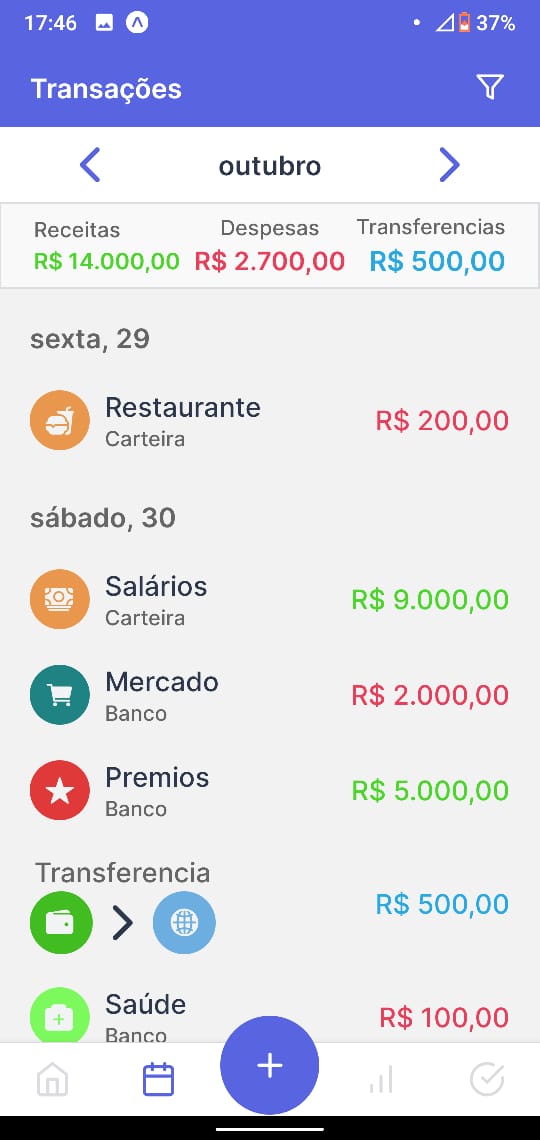 17:46
37%
Transações
outubro
Receitas
Despesas
Transferencias
R$ 14.000,00
R$ 2.700,00
R$ 500,00
sexta, 29
Restaurante
Carteira
R$ 200,00
sábado, 30
Salários
Carteira
R$ 9.000,00
Mercado
Banco
R$ 2.000,00
Premios
Banco
R$ 5.000,00
Transferencia
R$ 500,00
Saúde
Banco
R$ 100,00